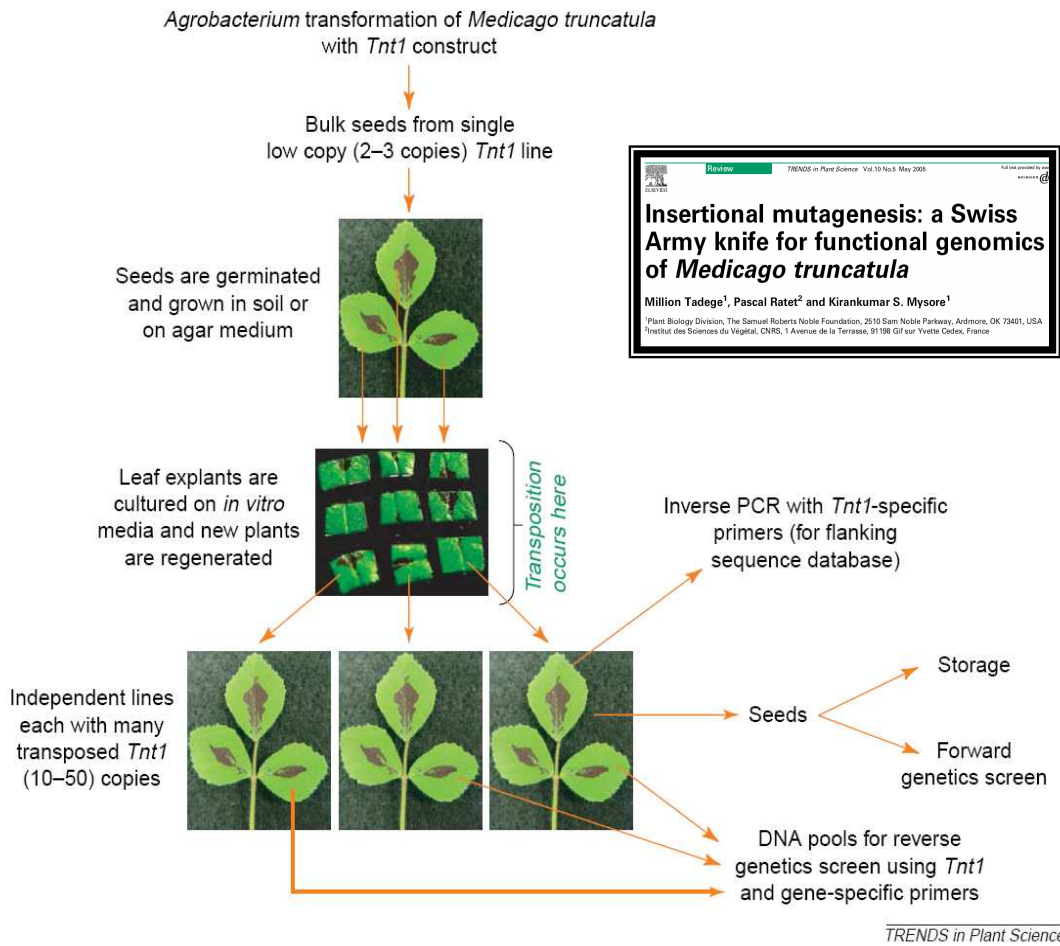 Agrobacterium transformation of Medicago truncatula
with Tnt1 construct
Bulk seeds from single
low copy (2–3 copies) Tnt1 line
Review
TRENDS in Plant Science Vol.10 No.5 May 2005
Full text provided by
SCIENCE @
ELSEVIER
Insertional mutagenesis: a Swiss
Army knife for functional genomics
of Medicago truncatula
Million Tadege1, Pascal Ratet2 and Kirankumar S. Mysore1
1Plant Biology Division, The Samuel Roberts Noble Foundation, 2510 Sam Noble Parkway, Ardmore, OK 73401, USA
2Institut des Sciences du Végétal, CNRS, 1 Avenue de la Terrasse, 91198 Gif sur Yvette Cedex, France
Seeds are germinated
and grown in soil or
on agar medium
Leaf explants are
cultured on in vitro
media and new plants
are regenerated
Transposition
occurs here
Inverse PCR with Tnt1-specific
primers (for flanking
sequence database)
Independent lines
each with many
transposed Tnt1
(10–50) copies
Seeds
Storage
Forward
genetics screen
DNA pools for reverse
genetics screen using Tnt1
and gene-specific primers
TRENDS in Plant Science